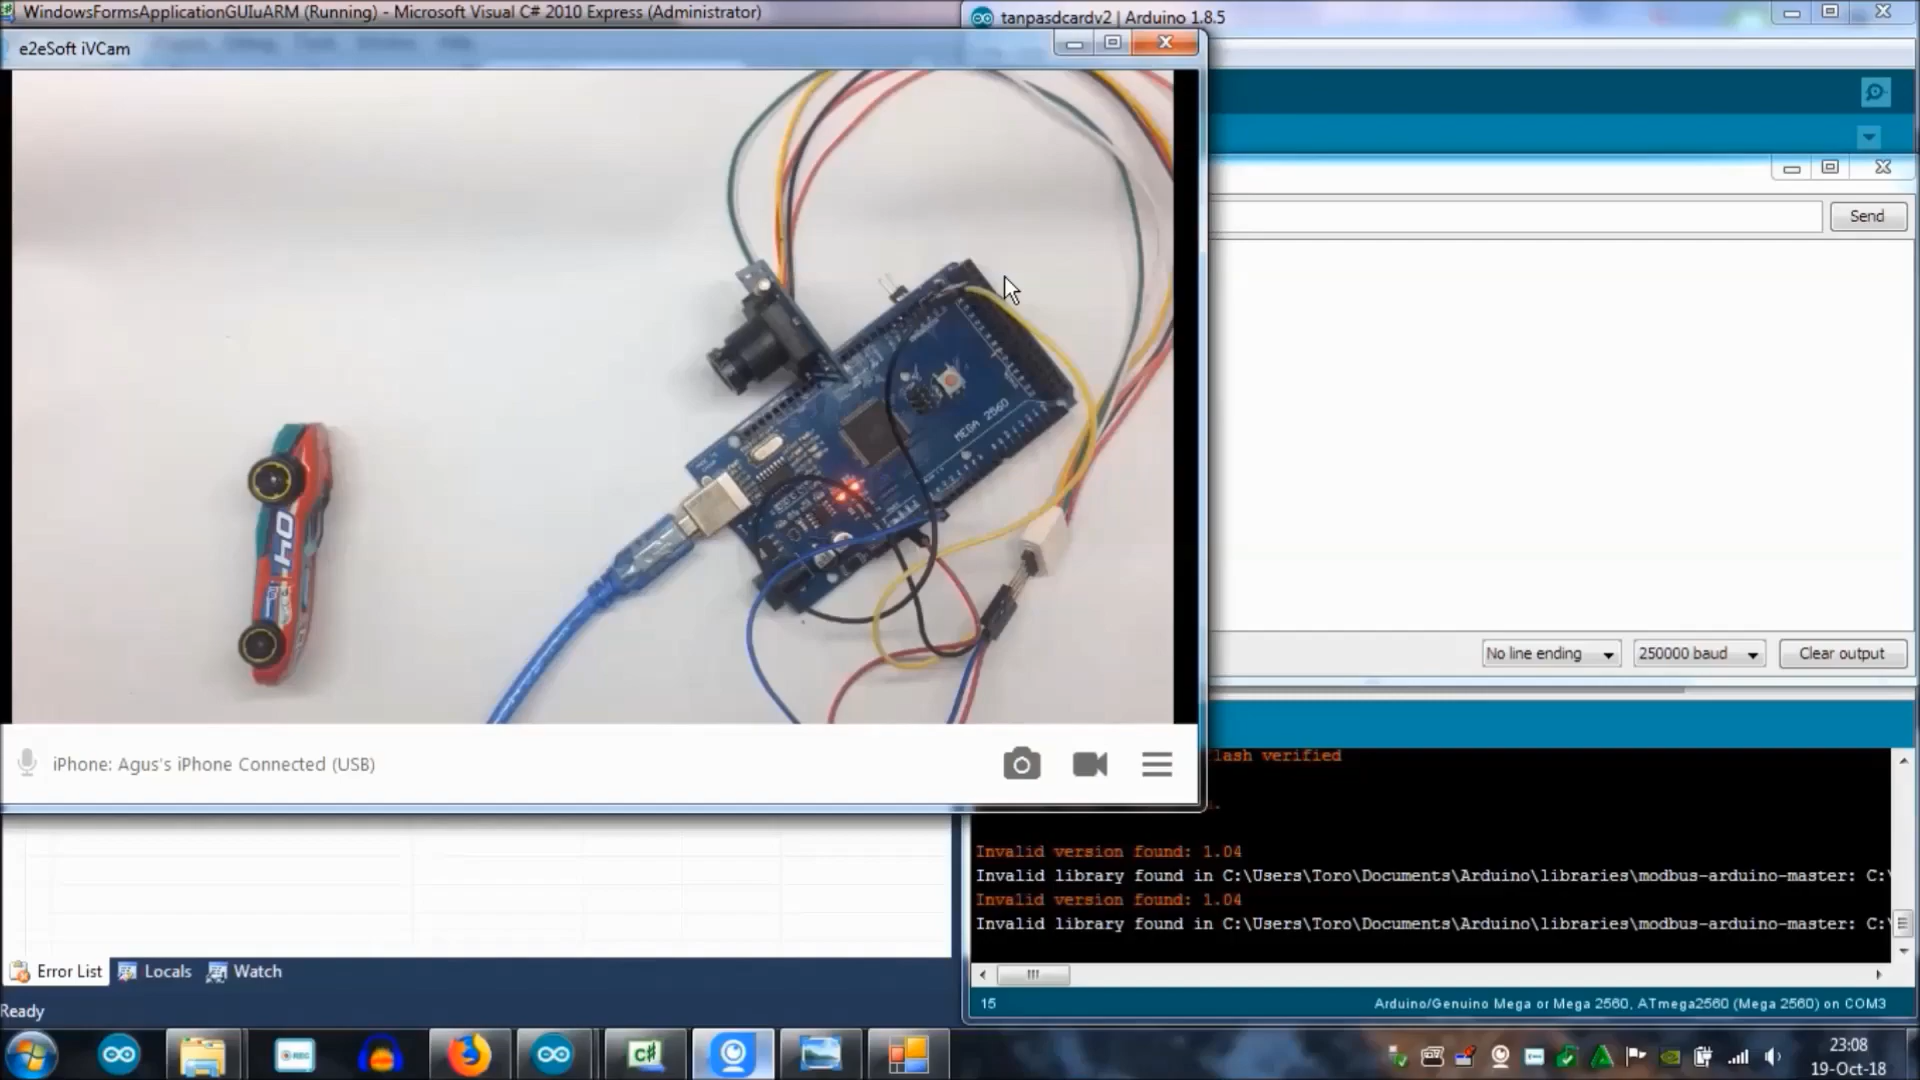 WindowsFormsApplicationGUIuARM (Running) - Microsoft Visual C# 2010 Express (Administrator)
tanpasdcardv2 | Arduino 1.8.5
e2eSoft iVCam
Send
MEGA 2560
No line ending
250000 baud
Clear output
iPhone: Agus's iPhone Connected (USB)
lash verified
Invalid version found: 1.04
Invalid library found in C:\Users\Toro\Documents\Arduino\libraries\modbus-arduino-master: C:\
Invalid version found: 1.04
Invalid library found in C:\Users\Toro\Documents\Arduino\libraries\modbus-arduino-master: C:\
Error List
Locals
Watch
Ready
15
Arduino/Genuino Mega or Mega 2560, ATmega2560 (Mega 2560) on COM3
REC
C#
23:08
19-Oct-18